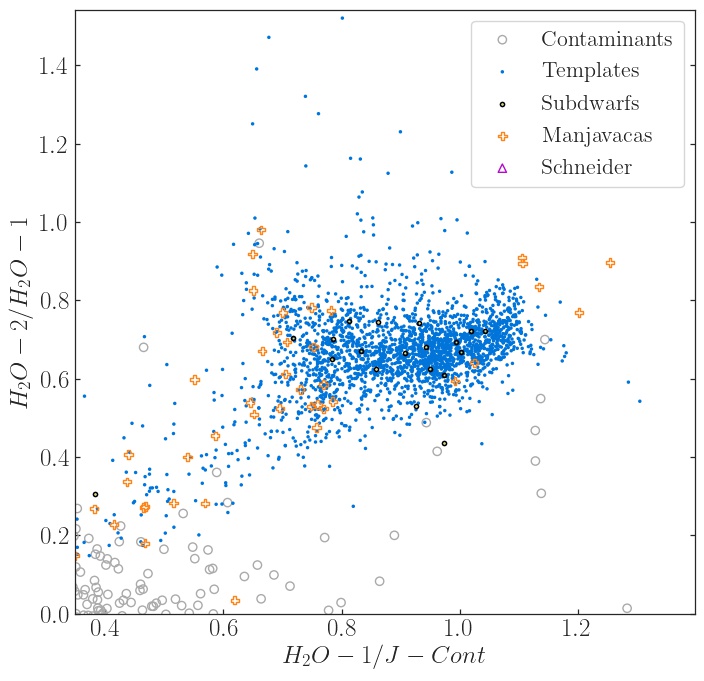 Contaminants
Templates
Subdwarfs
Manjavacas
Schneider
1.4
1.2
1.0
0.8
0.6
0.4
0.2
0.0
H₂O − 2/H₂O − 1
0.4 0.6 0.8 1.0 1.2
H₂O − 1/J − Cont